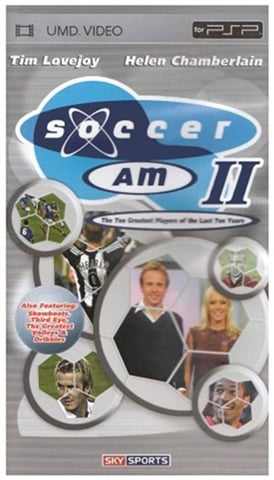 UMD VIDEO for PSP
Tim Lovejoy Helen Chamberlain
soccer
AM II
The Ten Greatest Players of the Last Ten Years
Also Featuring:
Showboats,
Third Eye,
The Greatest
Volleys &
Dribbles
SKY SPORTS